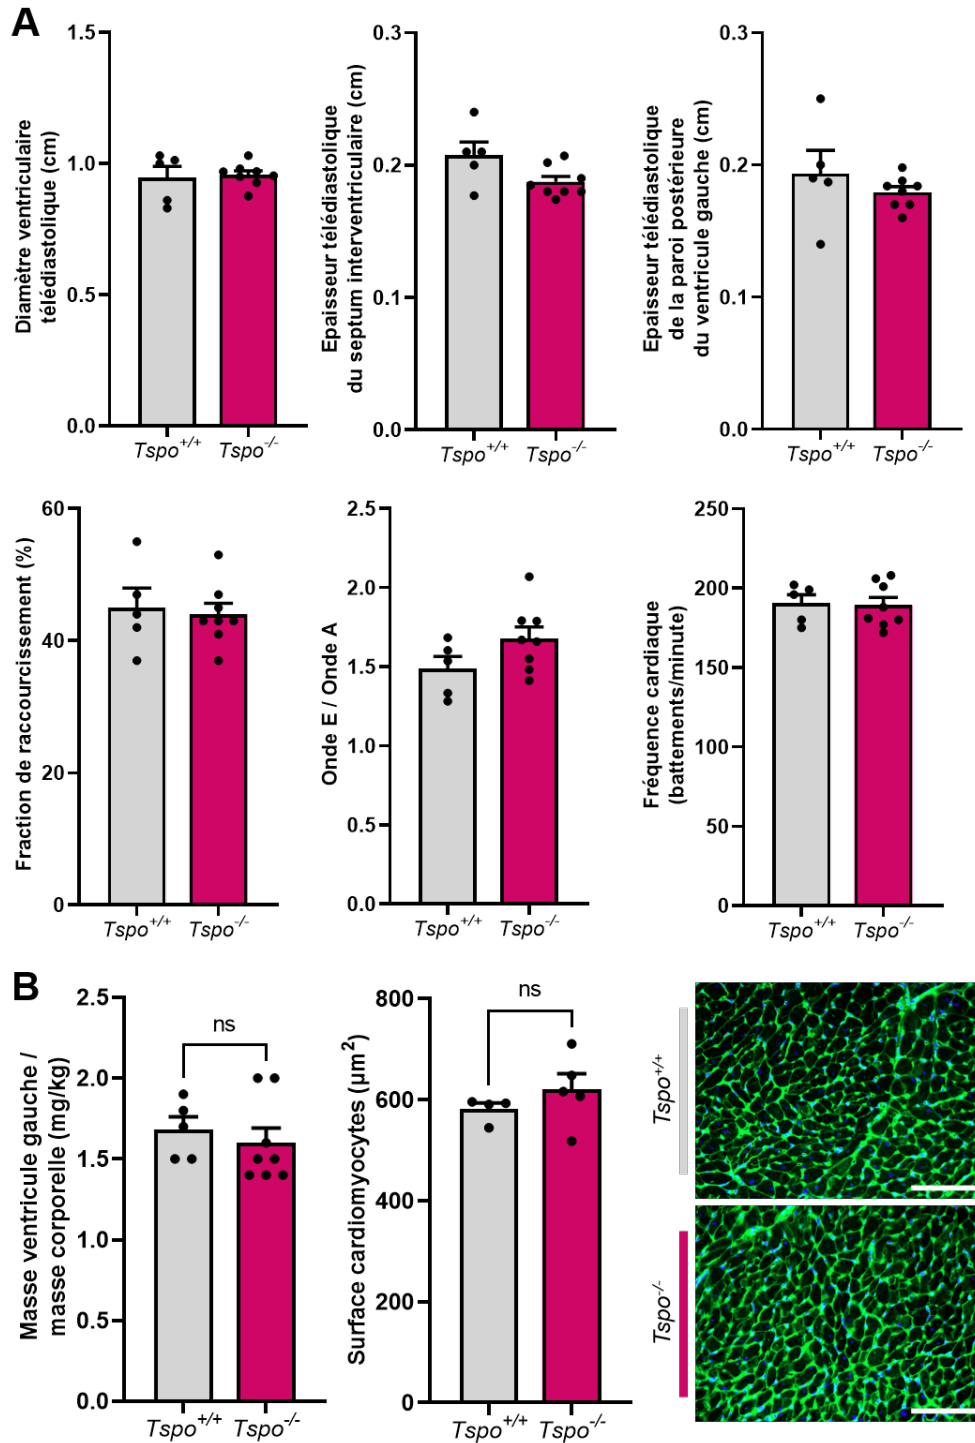 A
Diamètre ventriculaire
télédiastolique (cm)
1.5
1.0
0.5
0.0
Tspo+/+
Tspo-/-
Epaisseur télédiastolique
du septum interventriculaire (cm)
0.3
0.2
0.1
0.0
Tspo+/+
Tspo-/-
Epaisseur télédiastolique
de la paroi postérieure
du ventricule gauche (cm)
0.3
0.2
0.1
0.0
Tspo+/+
Tspo-/-
Fraction de raccourcissement (%)
60
40
20
0
Tspo+/+
Tspo-/-
Onde E / Onde A
2.5
2.0
1.5
1.0
0.5
0.0
Tspo+/+
Tspo-/-
Fréquence cardiaque
(battements/minute)
250
200
150
100
50
0
Tspo+/+
Tspo-/-
B
Masse ventricule gauche /
masse corporelle (mg/kg)
2.5
2.0
1.5
1.0
0.5
0.0
ns
Tspo+/+
Tspo-/-
Surface cardiomyocytes (µm²)
800
600
400
200
0
ns
Tspo+/+
Tspo-/-
Tspo+/+
Tspo-/-